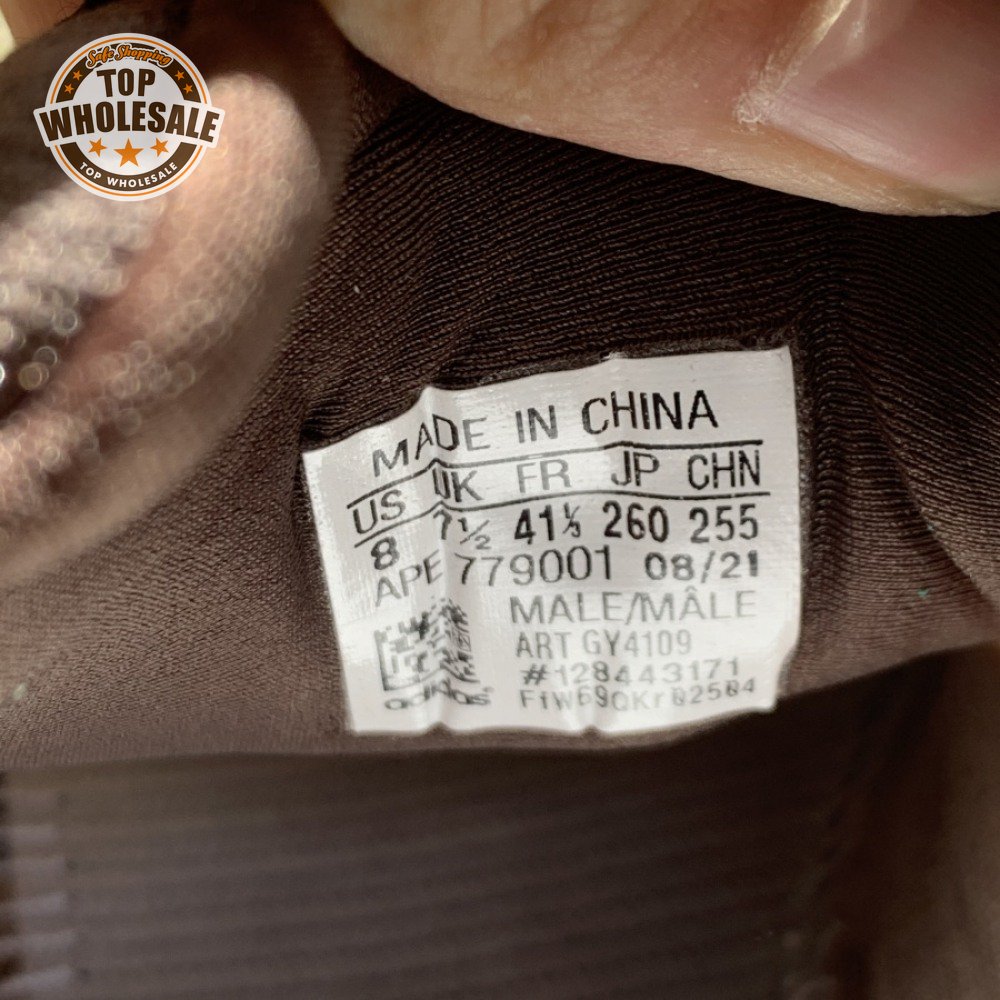 Safe Shopping
TOP
WHOLESALE
TOP WHOLESALE
MADE IN CHINA
US UK FR JP CHN
8 7½ 41⅓ 260 255
APE 779001 08/21
MALE/MÂLE
ART GY4109
#128443171
adidas.